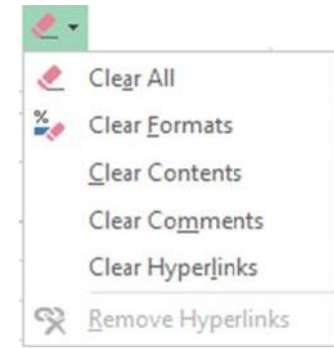 Clear All
Clear Formats
Clear Contents
Clear Comments
Clear Hyperlinks
Remove Hyperlinks